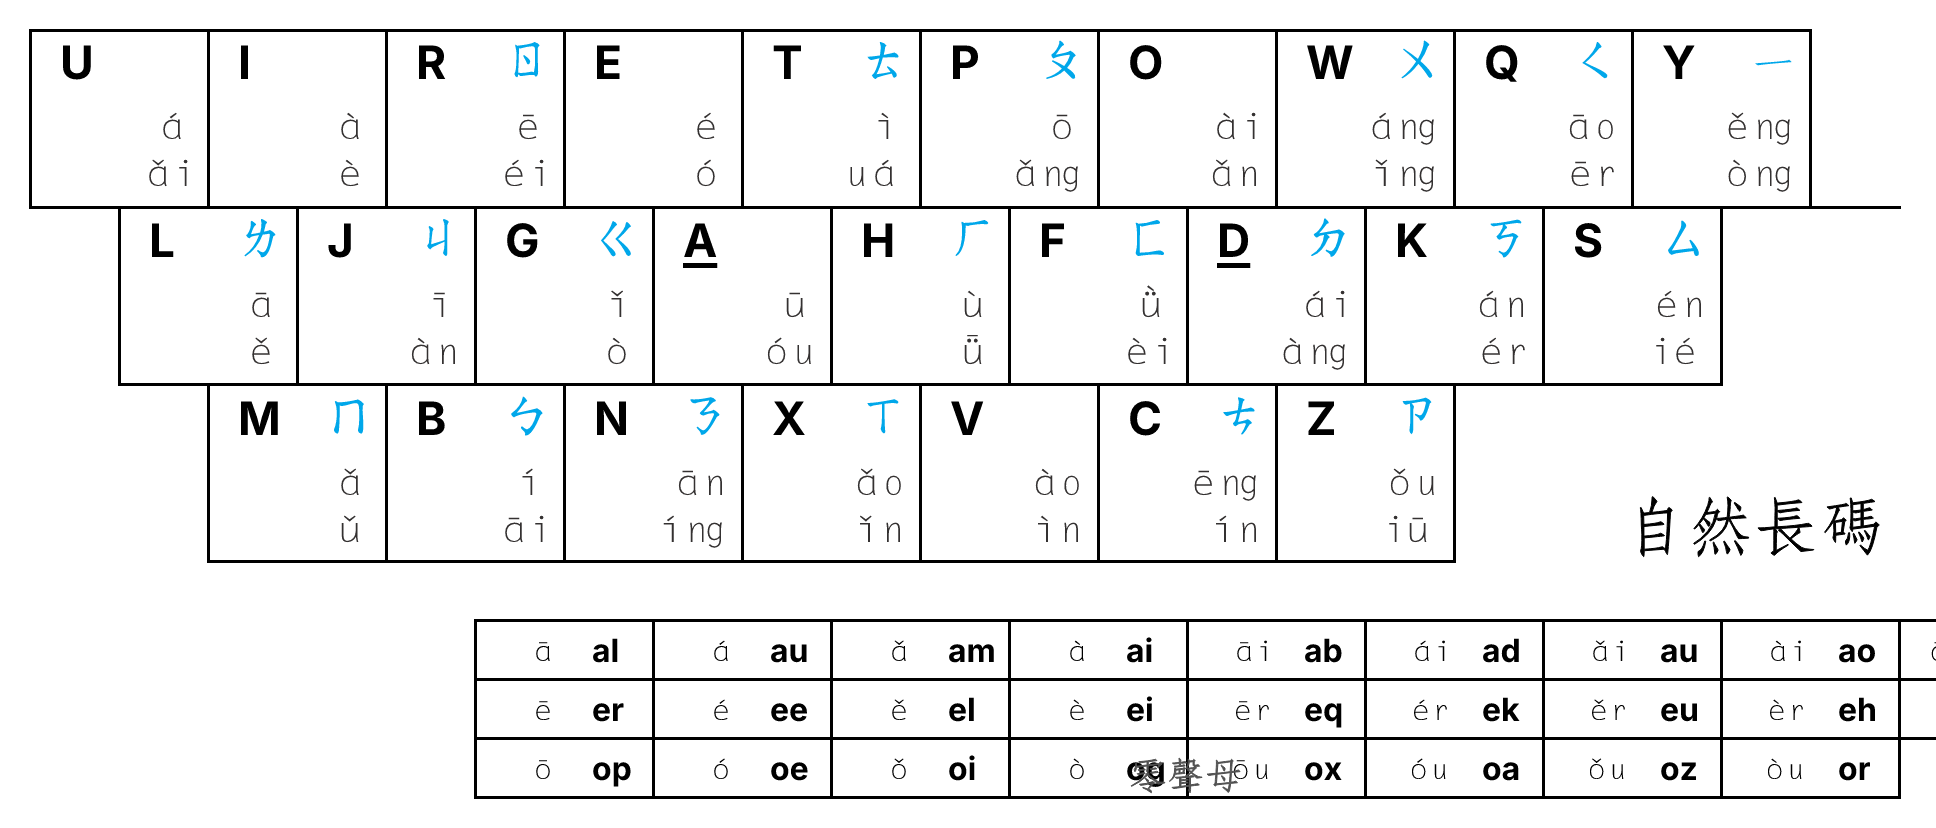 U I R ㄖ E T ㄊ P ㄆ O W ㄨ Q ㄑ Y ㄧ
á à ē é ì ō ài áng āo ěng
ǎi è éi ó uá ǎng ǎn ǐng ēr òng
L ㄌ J ㄐ G ㄍ A H ㄏ F ㄈ D ㄉ K ㄎ S ㄙ
ā ī ǐ ū ù ǜ ái án én
ě àn ò óu ǖ èi àng ér ié
M ㄇ B ㄅ N ㄋ X ㄒ V C ㄘ Z ㄗ
ǎ í ān ǎo ào ēng ǒu
ǔ āi íng ǐn ìn ín iū
自然長碼
ā al á au ǎ am à ai āi ab ái ad ǎi au ài ao
ē er é ee ě el è ei ēr eq ér ek ěr eu èr eh
ō op ó oe ǒ oi ò og ōu ox óu oa ǒu oz òu or
零聲母